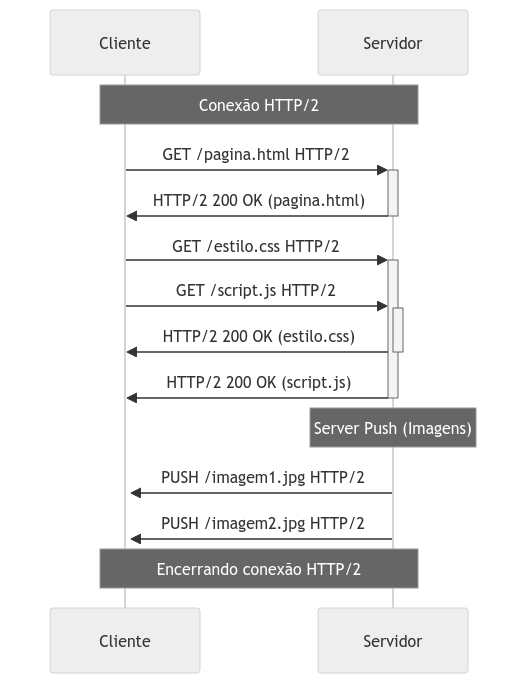 Cliente
Servidor
Conexão HTTP/2
GET /pagina.html HTTP/2
HTTP/2 200 OK (pagina.html)
GET /estilo.css HTTP/2
GET /script.js HTTP/2
HTTP/2 200 OK (estilo.css)
HTTP/2 200 OK (script.js)
Server Push (Imagens)
PUSH /imagem1.jpg HTTP/2
PUSH /imagem2.jpg HTTP/2
Encerrando conexão HTTP/2
Cliente
Servidor